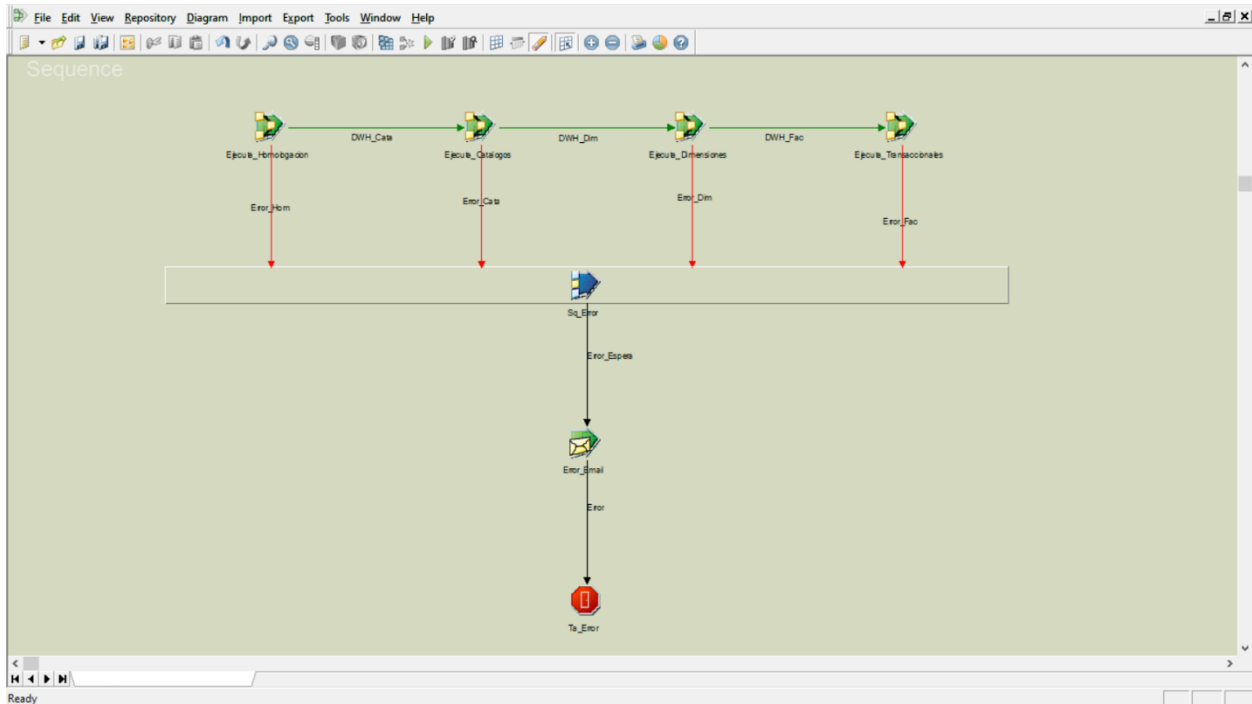 File Edit View Repository Diagram Import Export Tools Window Help
Sequence
DWH_Cata
DWH_Dim
DWH_Fac
Ejecuta_Homologacion
Ejecuta_Catalogos
Ejecuta_Dimensiones
Ejecuta_Transaccionales
Error_Hom
Error_Cata
Error_Dim
Error_Fac
Sq_Error
Error_Espera
Error_Email
Error
Ta_Error
Ready